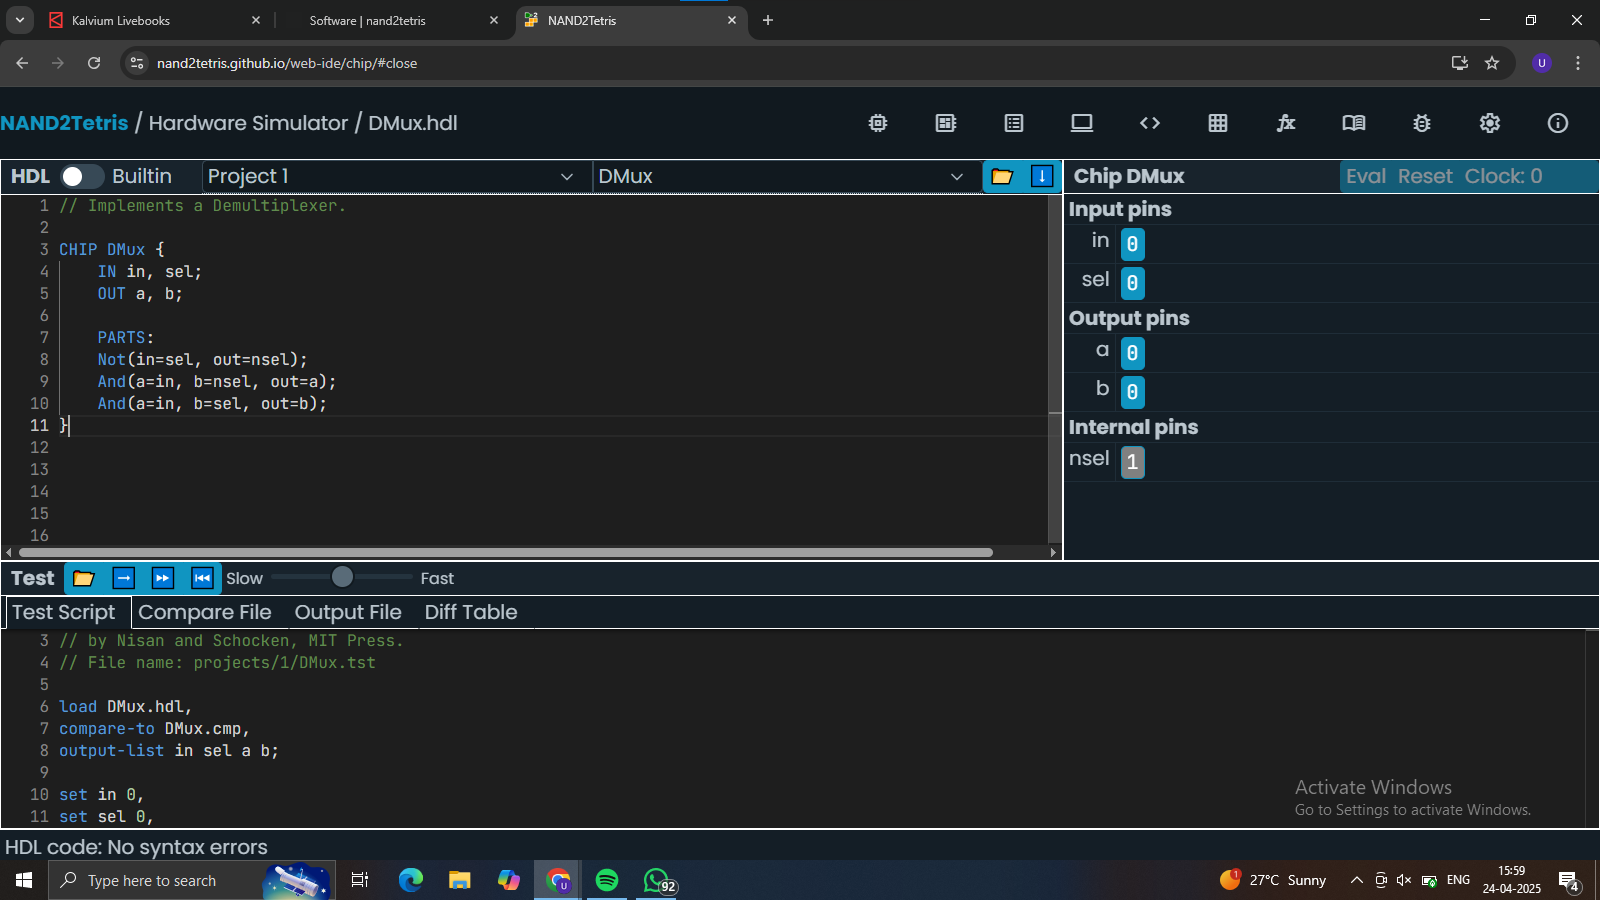 Kalvium Livebooks
Software | nand2tetris
NAND2Tetris
nand2tetris.github.io/web-ide/chip/#close
U
NAND2Tetris / Hardware Simulator / DMux.hdl
HDL Builtin Project 1 DMux
Chip DMux Eval Reset Clock: 0
1 // Implements a Demultiplexer.
2
3 CHIP DMux {
4 IN in, sel;
5 OUT a, b;
6
7 PARTS:
8 Not(in=sel, out=nsel);
9 And(a=in, b=nsel, out=a);
10 And(a=in, b=sel, out=b);
11 }
12
13
14
15
16
Input pins
in 0
sel 0
Output pins
a 0
b 0
Internal pins
nsel 1
Test Slow Fast
Test Script Compare File Output File Diff Table
3 // by Nisan and Schocken, MIT Press.
4 // File name: projects/1/DMux.tst
5
6 load DMux.hdl,
7 compare-to DMux.cmp,
8 output-list in sel a b;
9
10 set in 0,
11 set sel 0,
Activate Windows
Go to Settings to activate Windows.
HDL code: No syntax errors
Type here to search
U
92
1
27°C Sunny
ENG
15:59
24-04-2025
4